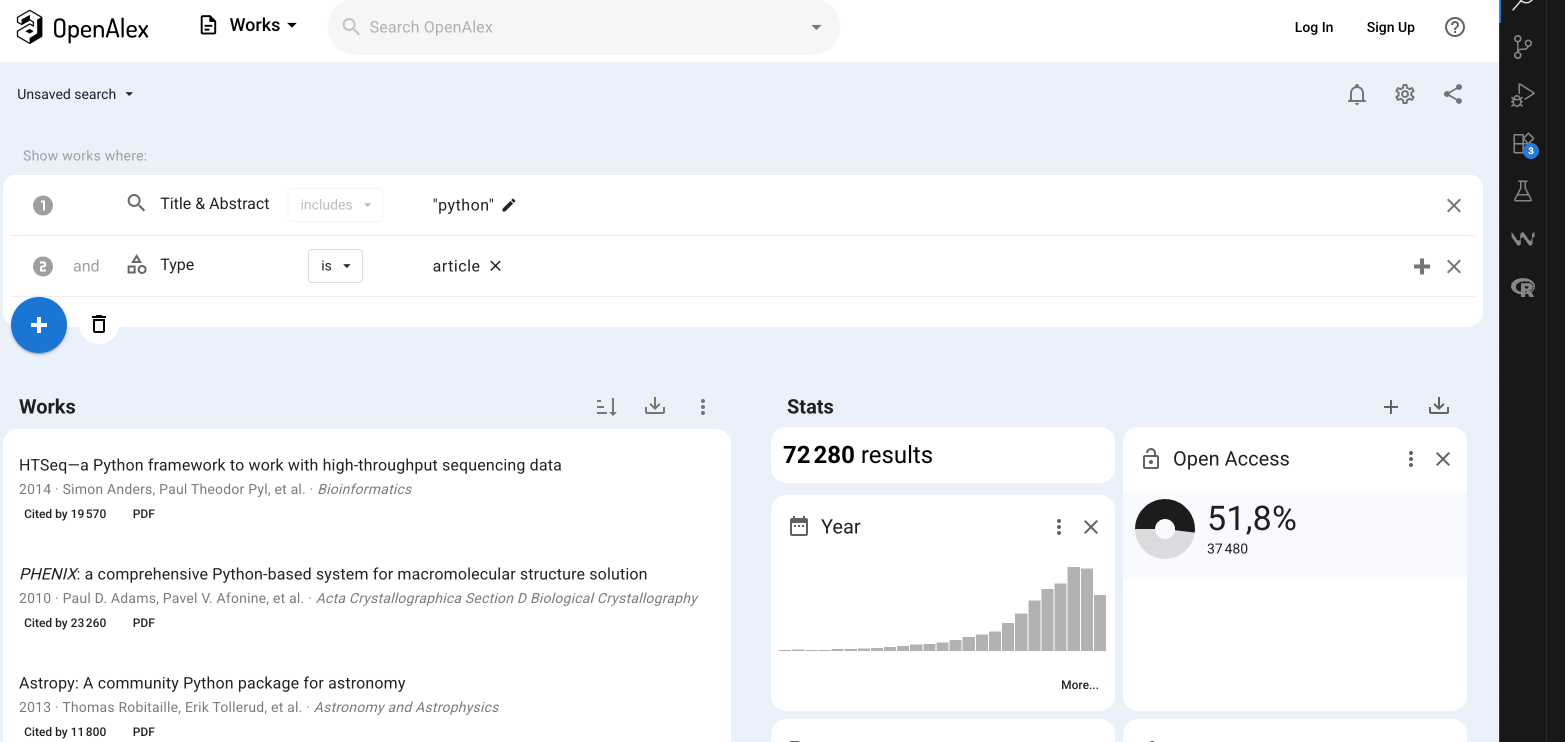 OpenAlex Works Search OpenAlex Log In Sign Up ?
Unsaved search
Show works where:
1 Title & Abstract includes "python"
2 and Type is article
Works
HTSeq—a Python framework to work with high-throughput sequencing data
2014 · Simon Anders, Paul Theodor Pyl, et al. · Bioinformatics
Cited by 19 570 PDF
PHENIX: a comprehensive Python-based system for macromolecular structure solution
2010 · Paul D. Adams, Pavel V. Afonine, et al. · Acta Crystallographica Section D Biological Crystallography
Cited by 23 260 PDF
Astropy: A community Python package for astronomy
2013 · Thomas Robitaille, Erik Tollerud, et al. · Astronomy and Astrophysics
Cited by 11 800 PDF
Stats
72 280 results
Year
More...
Open Access
51,8%
37 480
3
W
R